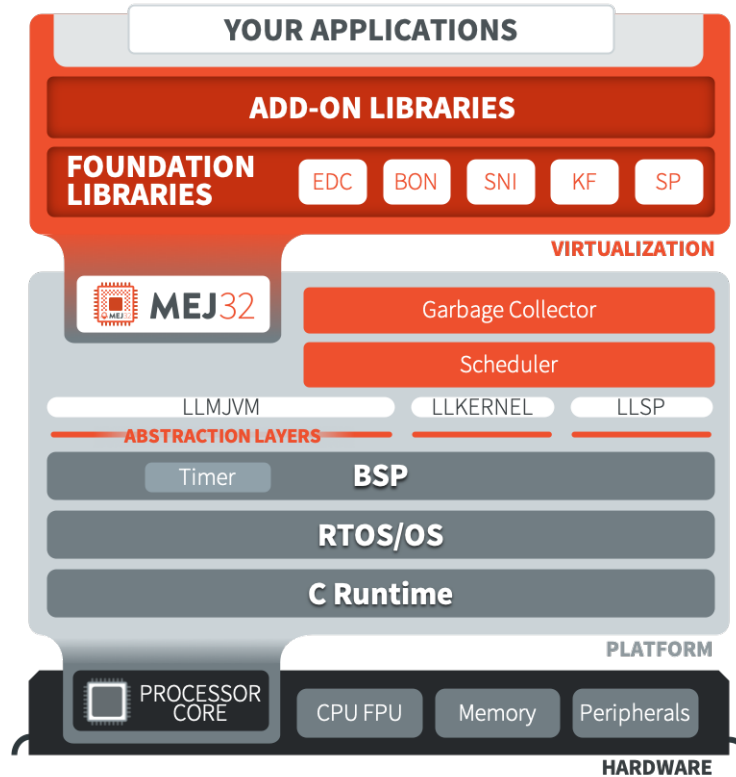 YOUR APPLICATIONS
ADD-ON LIBRARIES
FOUNDATION
LIBRARIES
EDC BON SNI KF SP
VIRTUALIZATION
MEJ32
MEJ32
Garbage Collector
Scheduler
LLMJVM LLKERNEL LLSP
ABSTRACTION LAYERS
Timer BSP
RTOS/OS
C Runtime
PLATFORM
PROCESSOR
CORE
CPU FPU Memory Peripherals
HARDWARE